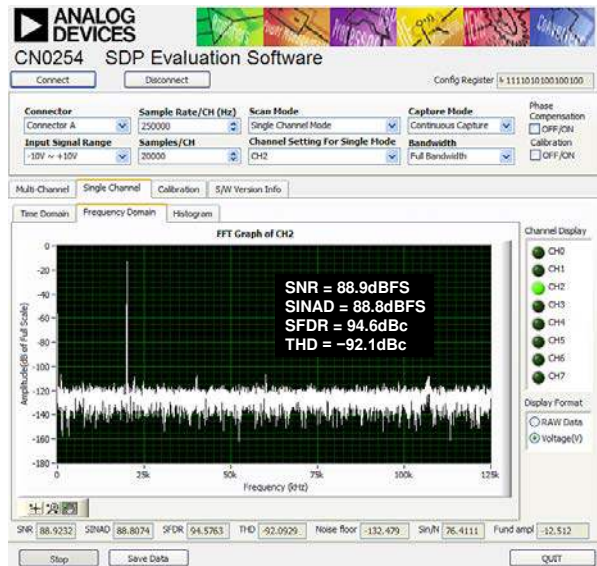 ANALOG
DEVICES
CN0254 SDP Evaluation Software
Connect Disconnect Config Register 1111010100100100
Connector Sample Rate/CH (Hz) Scan Mode Capture Mode Phase Compensation
Connector A 250000 Single Channel Mode Continuous Capture OFF/ON
Input Signal Range Samples/CH Channel Setting For Single Mode Bandwidth Calibration
-10V ~ +10V 20000 CH2 Full Bandwidth OFF/ON
Multi-Channel Single Channel Calibration S/W Version Info
Time Domain Frequency Domain Histogram
FFT Graph of CH2
Amplitude(dB of Full Scale)
0
-20
-40
-60
-80
-100
-120
-140
-160
-180
SNR = 88.9dBFS
SINAD = 88.8dBFS
SFDR = 94.6dBc
THD = −92.1dBc
0 25k 50k 75k 100k 125k
Frequency (kHz)
Channel Display
CH0
CH1
CH2
CH3
CH4
CH5
CH6
CH7
Display Format
RAW Data
Voltage(V)
SNR 88.9232 SINAD 88.8074 SFDR 94.5763 THD -92.0929 Noise floor -132.479 Sin/N 76.4111 Fund ampl -12.512
Stop Save Data QUIT